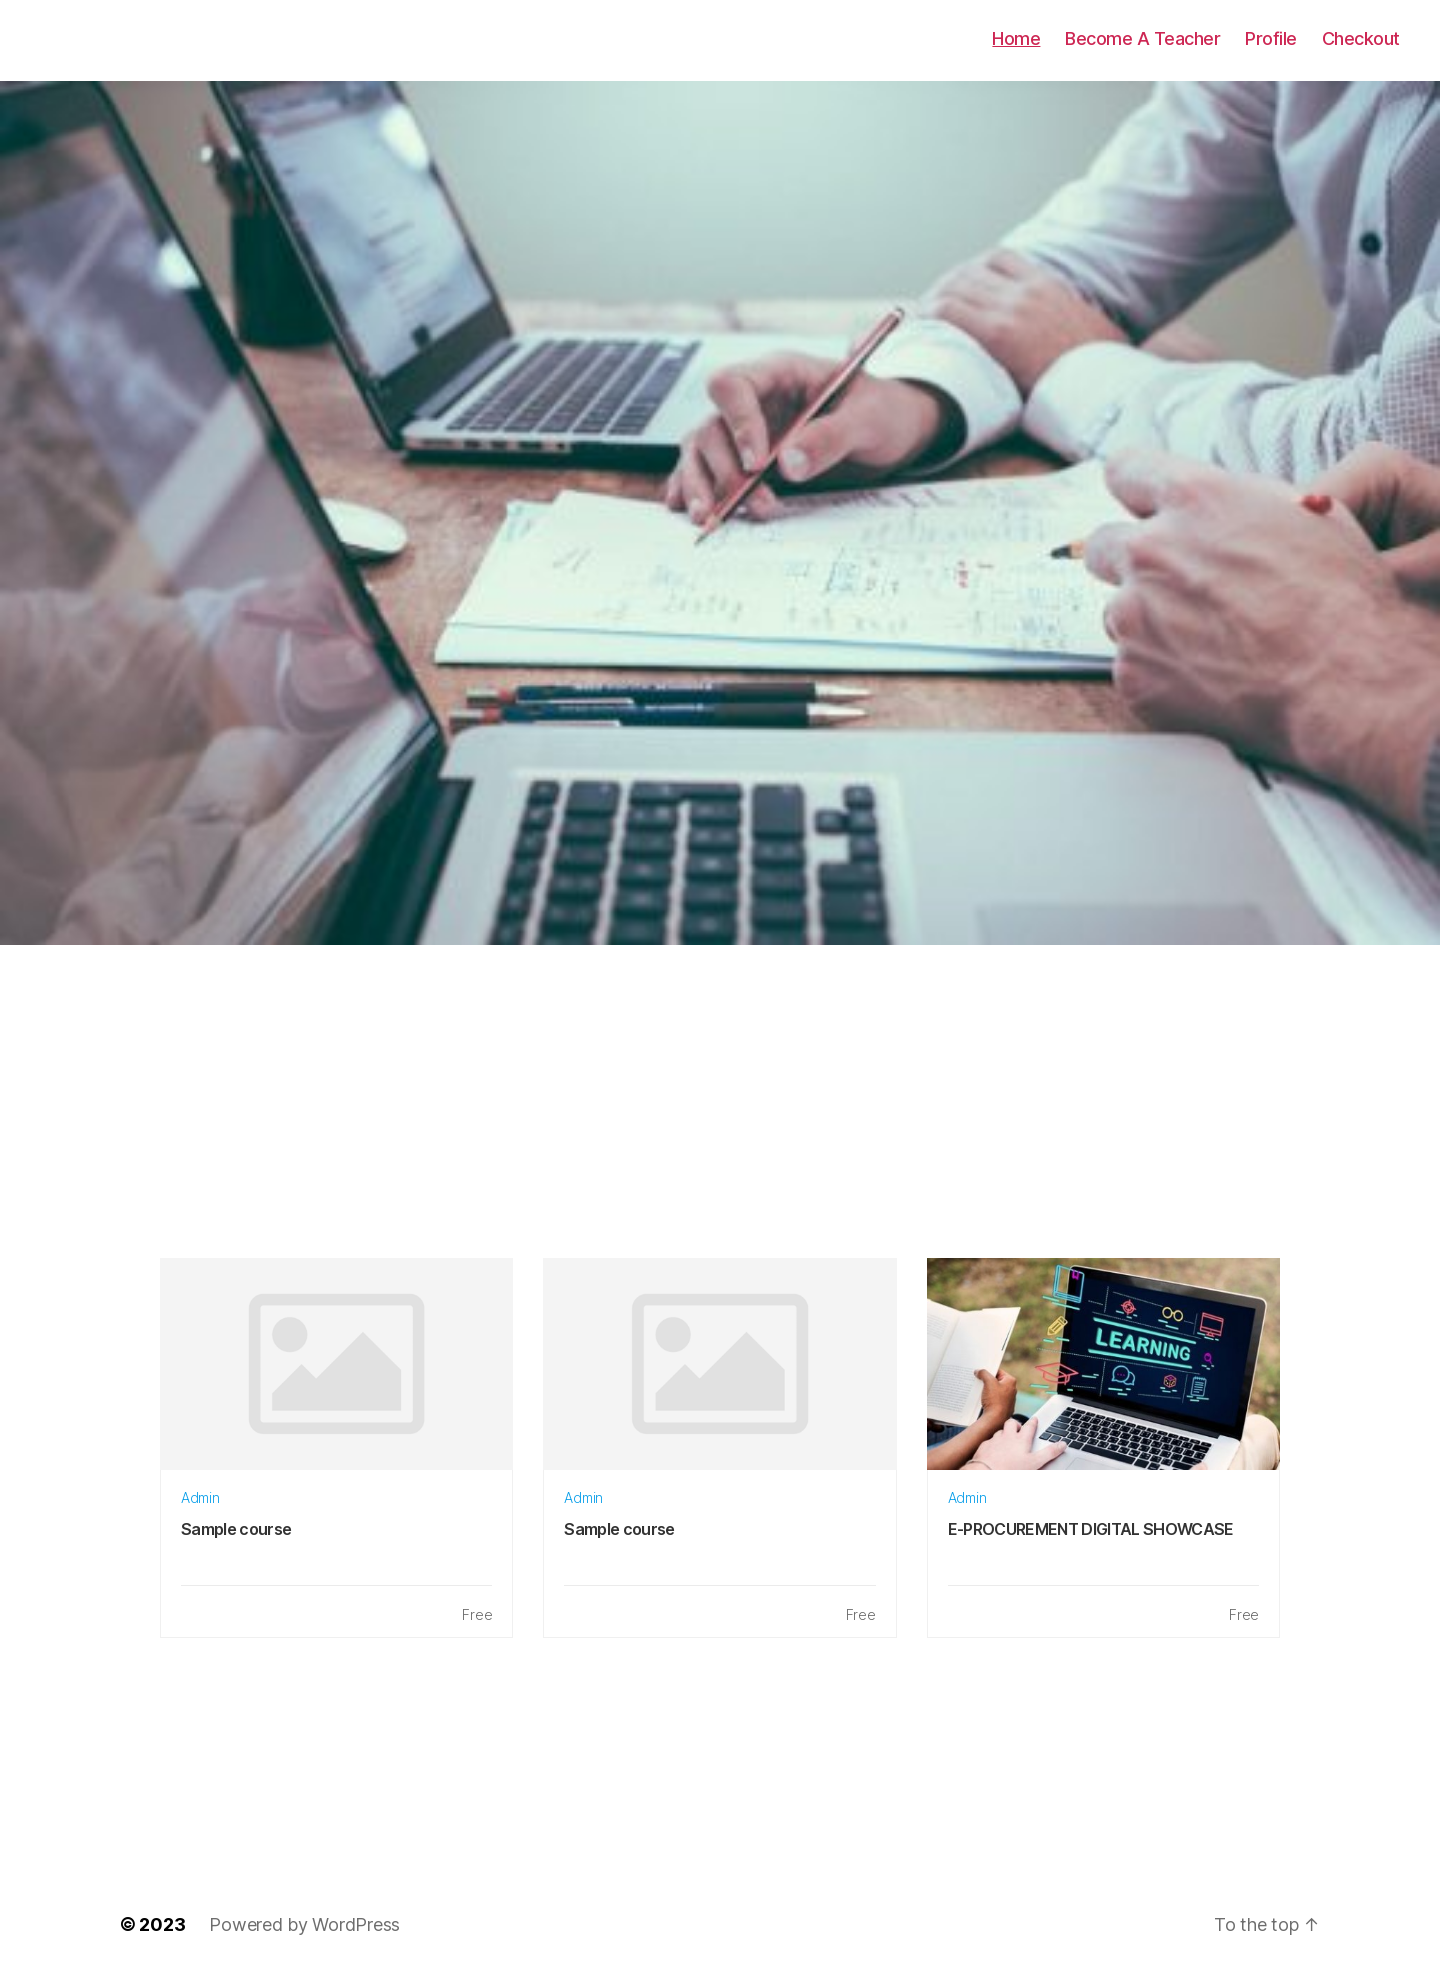 Home Become A Teacher Profile Checkout
LEARNING
Admin
Sample course
Free
Admin
Sample course
Free
Admin
E-PROCUREMENT DIGITAL SHOWCASE
Free
© 2023 Powered by WordPress
To the top ↑